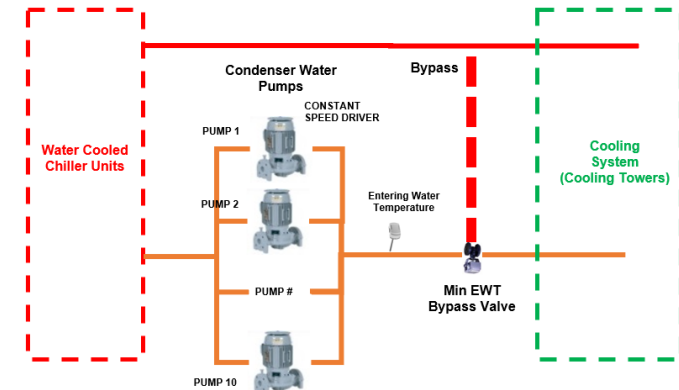 Condenser Water
Pumps
Bypass
CONSTANT
SPEED DRIVER
PUMP 1
Water Cooled
Chiller Units
Cooling
System
(Cooling Towers)
PUMP 2
Entering Water
Temperature
PUMP #
Min EWT
Bypass Valve
PUMP 10